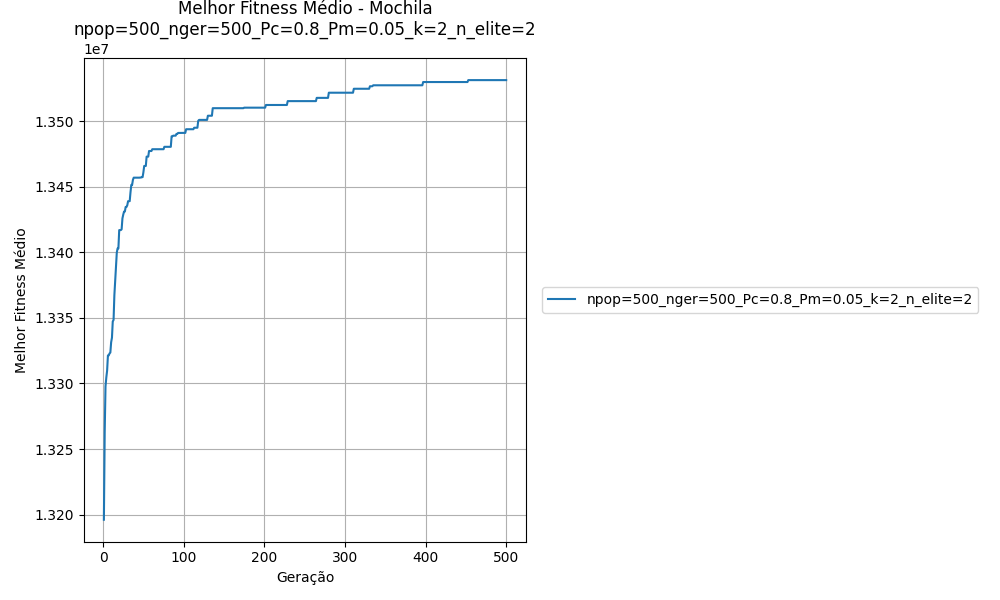 Melhor Fitness Médio - Mochila
npop=500_nger=500_Pc=0.8_Pm=0.05_k=2_n_elite=2
1e7
1.350
1.345
1.340
1.335
1.330
1.325
1.320
Melhor Fitness Médio
0 100 200 300 400 500
Geração
npop=500_nger=500_Pc=0.8_Pm=0.05_k=2_n_elite=2